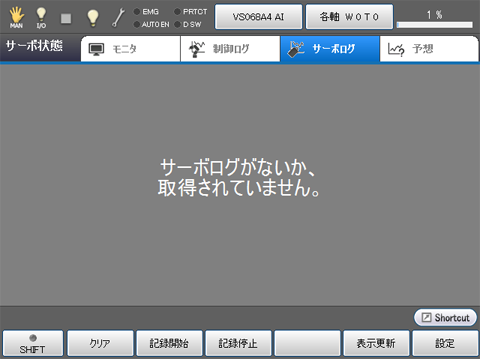 MAN
I/O
EMG
AUTO EN
PRTCT
D SW
VS068A4 AI
各軸 W0T0
1 %
サーボ状態
モニタ
制御ログ
サーボログ
予想
サーボログがないか、
取得されていません。
Shortcut
SHIFT
クリア
記録開始
記録停止
表示更新
設定